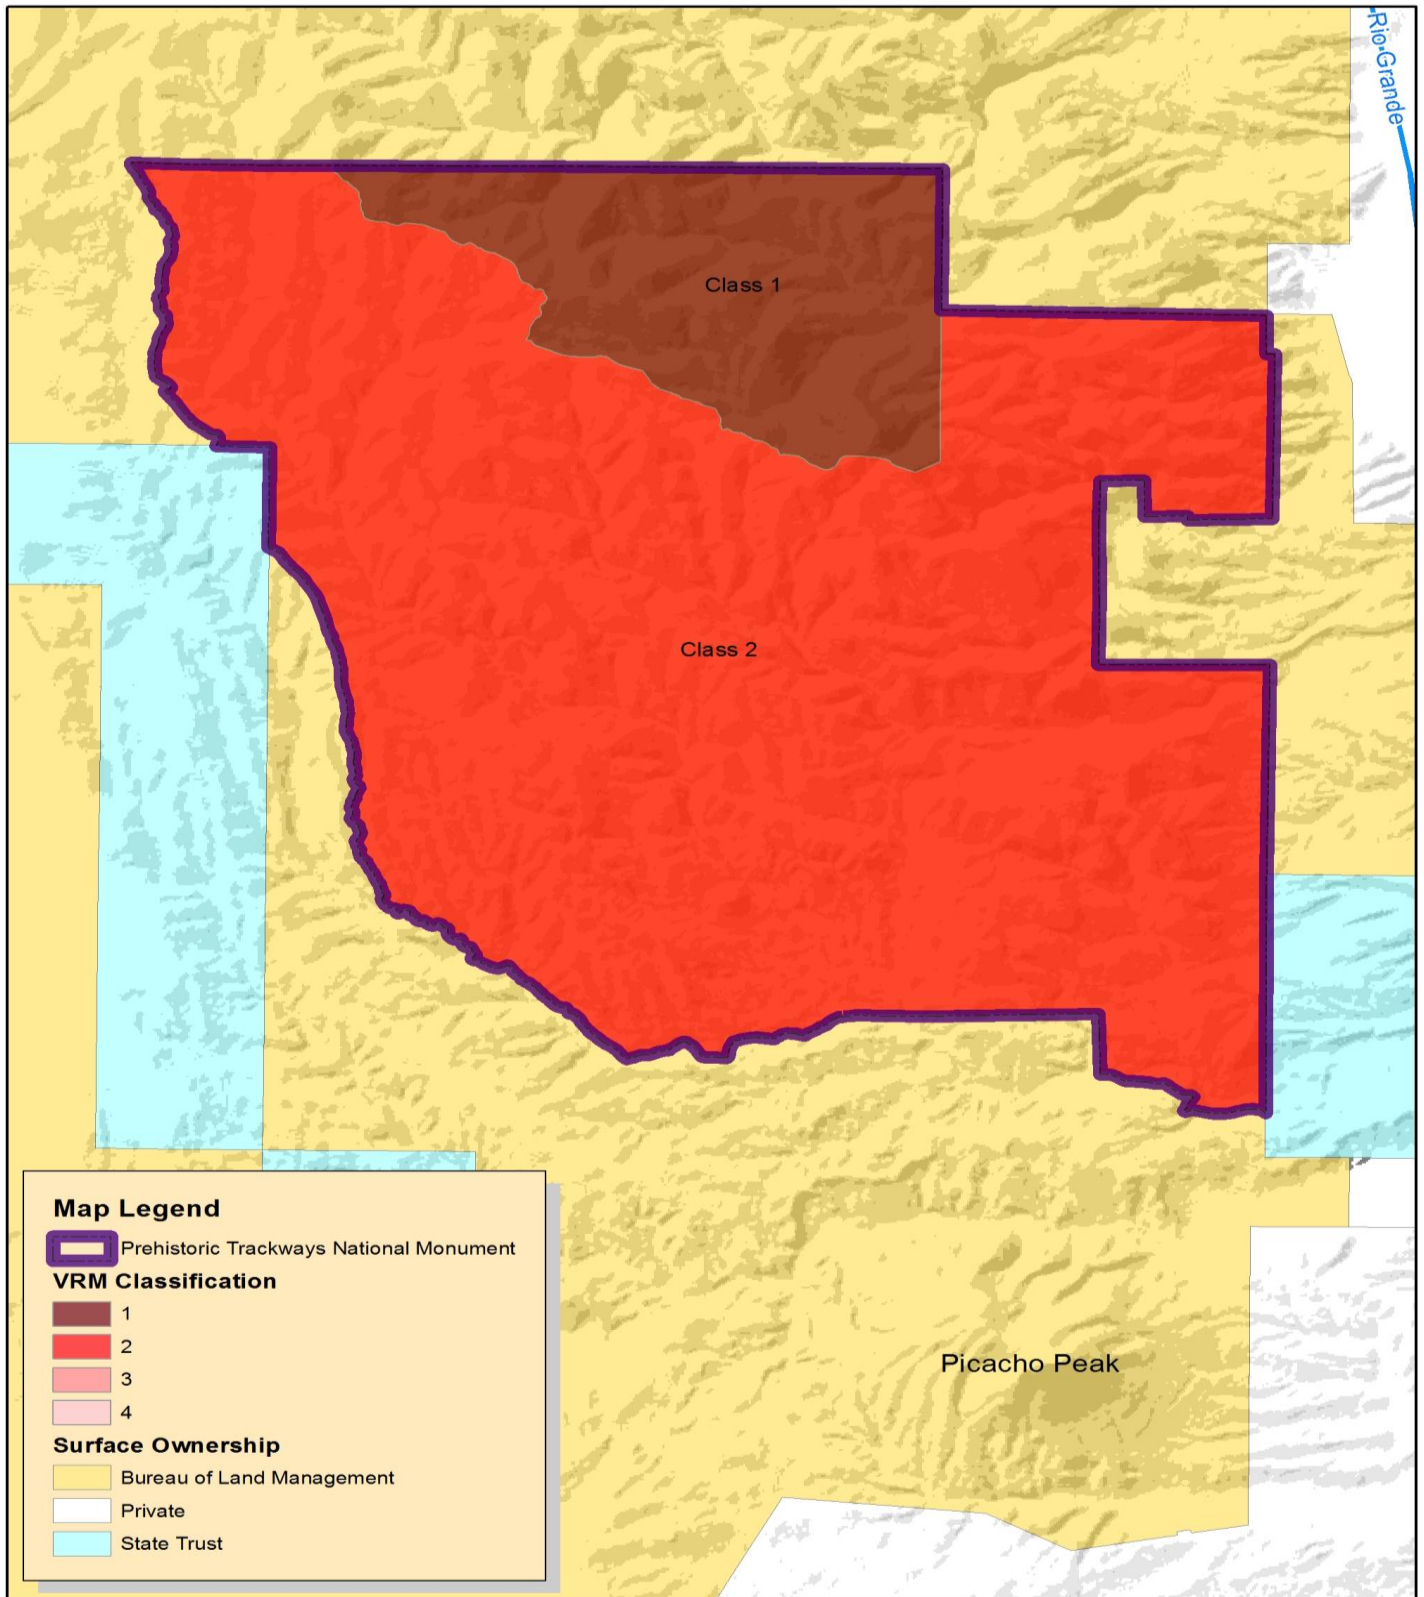 Rio Grande
Class 1
Class 2
Map Legend
Prehistoric Trackways National Monument
VRM Classification
1
2
3
4
Surface Ownership
Bureau of Land Management
Private
State Trust
Picacho Peak